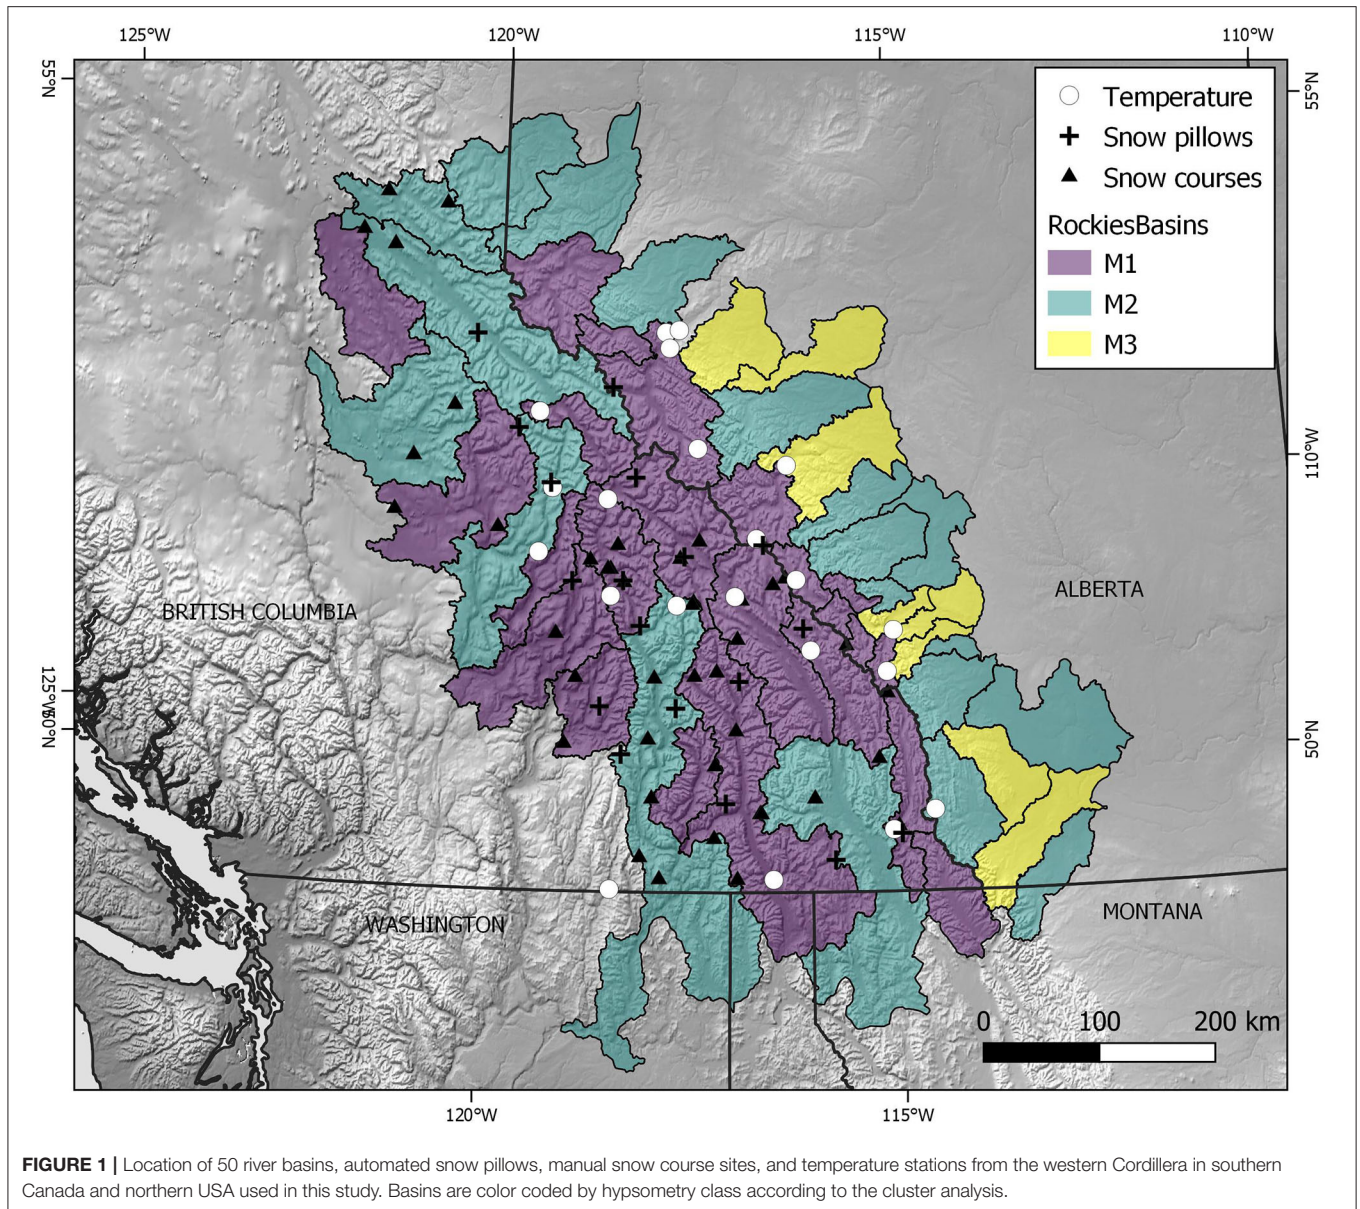 125°W 120°W 115°W 110°W
55°N
55°N
Temperature
Snow pillows
Snow courses
RockiesBasins
M1
M2
M3
110°W
ALBERTA
BRITISH COLUMBIA
125°W
50°N
50°N
WASHINGTON
MONTANA
0 100 200 km
120°W 115°W
FIGURE 1 | Location of 50 river basins, automated snow pillows, manual snow course sites, and temperature stations from the western Cordillera in southern
Canada and northern USA used in this study. Basins are color coded by hypsometry class according to the cluster analysis.